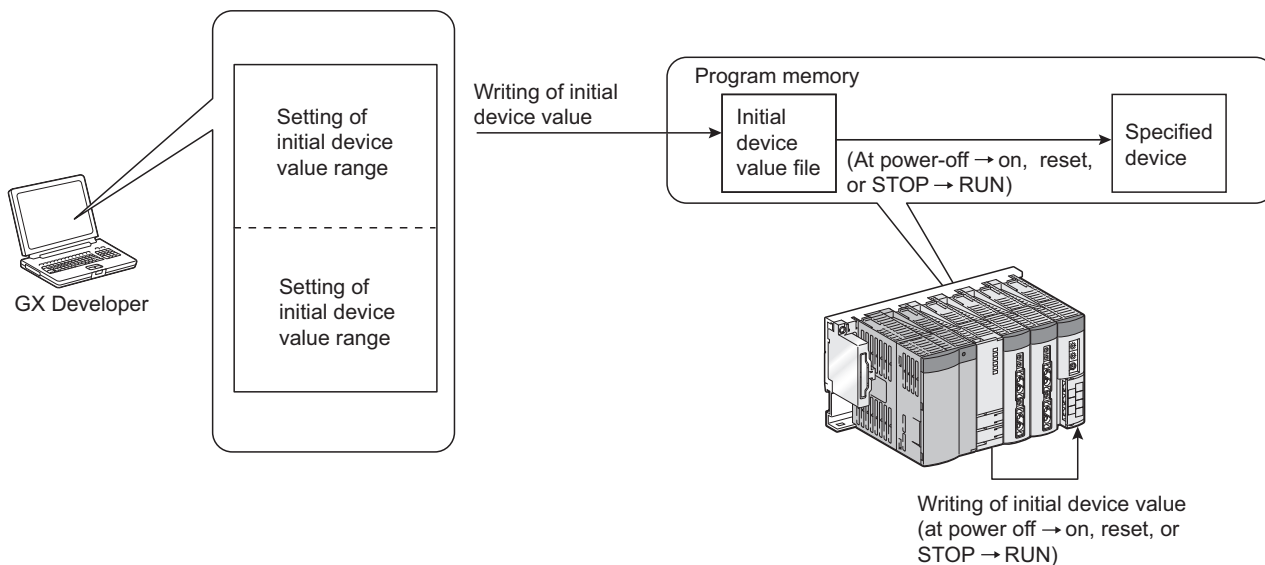 Setting of
initial device
value range
Setting of
initial device
value range
GX Developer
Writing of initial
device value
Program memory
Initial
device
value file
(At power-off → on, reset,
or STOP → RUN)
Specified
device
Writing of initial device value
(at power off → on, reset, or
STOP → RUN)